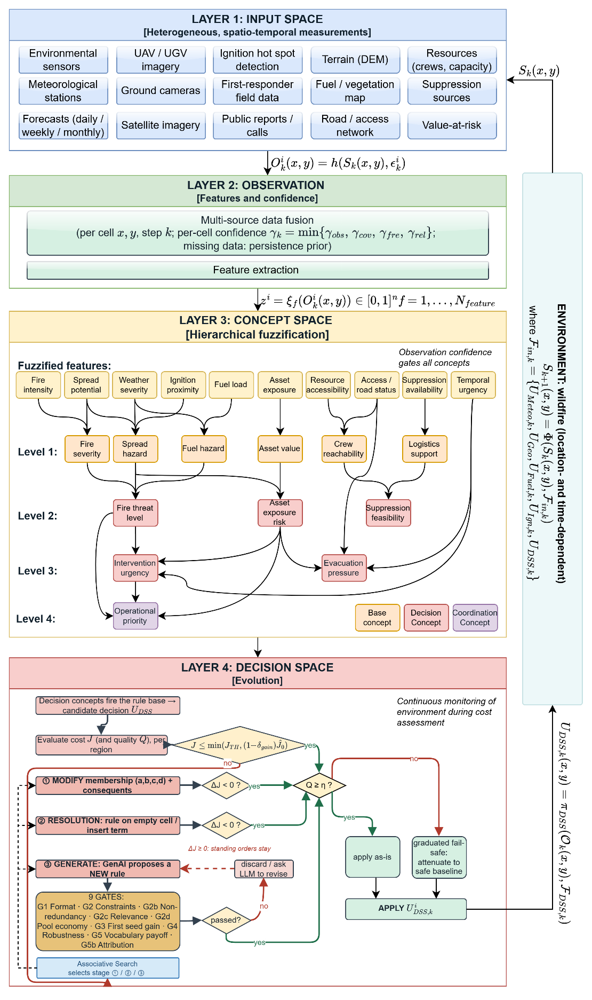 LAYER 1: INPUT SPACE
[Heterogeneous, spatio-temporal measurements]
Environmental
sensors
UAV / UGV
imagery
Ignition hot spot
detection
Terrain (DEM)
Resources
(crews, capacity)
Meteorological
stations
Ground cameras
First-responder
field data
Fuel / vegetation
map
Suppression
sources
Forecasts (daily /
weekly / monthly)
Satellite imagery
Public reports /
calls
Road / access
network
Value-at-risk
S_k(x, y)
O_k^i(x, y) = h(S_k(x, y), ϵ_k^i)
LAYER 2: OBSERVATION
[Features and confidence]
Multi-source data fusion
(per cell x, y, step k; per-cell confidence γ_k = min{γ_obs, γ_cov, γ_fre, γ_rel};
missing data: persistence prior)
Feature extraction
z^i = ξ_f(O_k^i(x, y)) ∈ [0, 1]^n f = 1, . . . , N_feature
LAYER 3: CONCEPT SPACE
[Hierarchical fuzzification]
Observation confidence
gates all concepts
Fuzzified features:
Fire
intensity
Spread
potential
Weather
severity
Ignition
proximity
Fuel load
Asset
exposure
Resource
accessibility
Access /
road status
Suppression
availability
Temporal
urgency
Level 1:
Fire
severity
Spread
hazard
Fuel hazard
Asset value
Crew
reachability
Logistics
support
Level 2:
Fire threat
level
Asset
exposure
risk
Suppression
feasibility
Level 3:
Intervention
urgency
Evacuation
pressure
Level 4:
Operational
priority
Base
concept
Decision
Concept
Coordination
Concept
ENVIRONMENT: wildfire (location- and time-dependent)
S_{k+1}(x, y) = Φ(S_k(x, y), ℱ_{in,k})
where ℱ_{in,k} = {U_{Meteo,k}, U_{Geo}, U_{Fuel,k}, U_{Ign,k}, U_{DSS,k}}
LAYER 4: DECISION SPACE
[Evolution]
Decision concepts fire the rule base →
candidate decision U_DSS
Continuous monitoring of
environment during cost
assessment
Evaluate cost J (and quality Q), per
region
J ≤ min(J_TH, (1−δ_gain)Ĵ_0)
yes
no
no
① MODIFY membership (a,b,c,d) +
consequents
ΔJ < 0 ?
yes
Q ≥ η ?
② RESOLUTION: rule on empty cell /
insert term
ΔJ < 0 ?
yes
yes
ΔJ ≥ 0: standing orders stay
apply as-is
graduated fail-
safe:
attenuate to
safe baseline
③ GENERATE: GenAI proposes a
NEW rule
discard / ask
LLM to revise
9 GATES:
G1 Format · G2 Constraints · G2b Non-
redundancy · G2c Relevance · G2d
Pool economy · G3 First seed gain · G4
Robustness · G5 Vocabulary payoff ·
G5b Attribution
passed?
no
yes
APPLY U_{DSS,k}^i
Associative Search
selects stage ① / ② / ③
U_{DSS,k}(x, y) = π_DSS(𝒪_k(x, y), ℱ_{DSS,k})